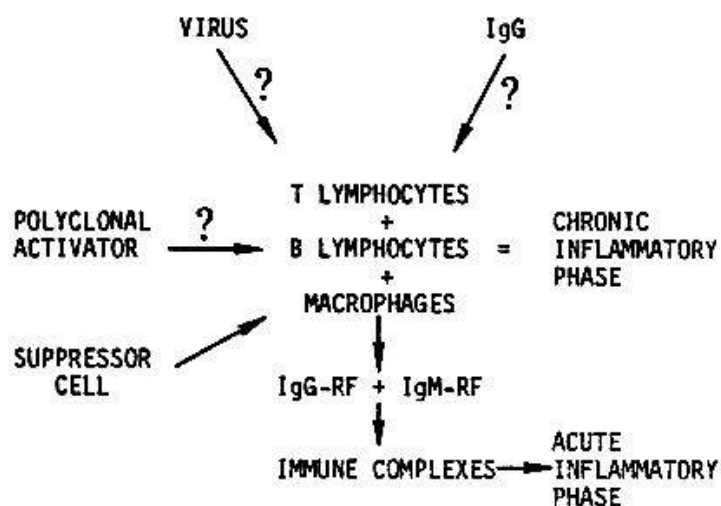 VIRUS
IgG
?
?
T LYMPHOCYTES
+
POLYCLONAL
ACTIVATOR
?
B LYMPHOCYTES
=
CHRONIC
INFLAMMATORY
PHASE
+
MACROPHAGES
SUPPRESSOR
CELL
IgG-RF + IgM-RF
IMMUNE COMPLEXES
ACUTE
INFLAMMATORY
PHASE